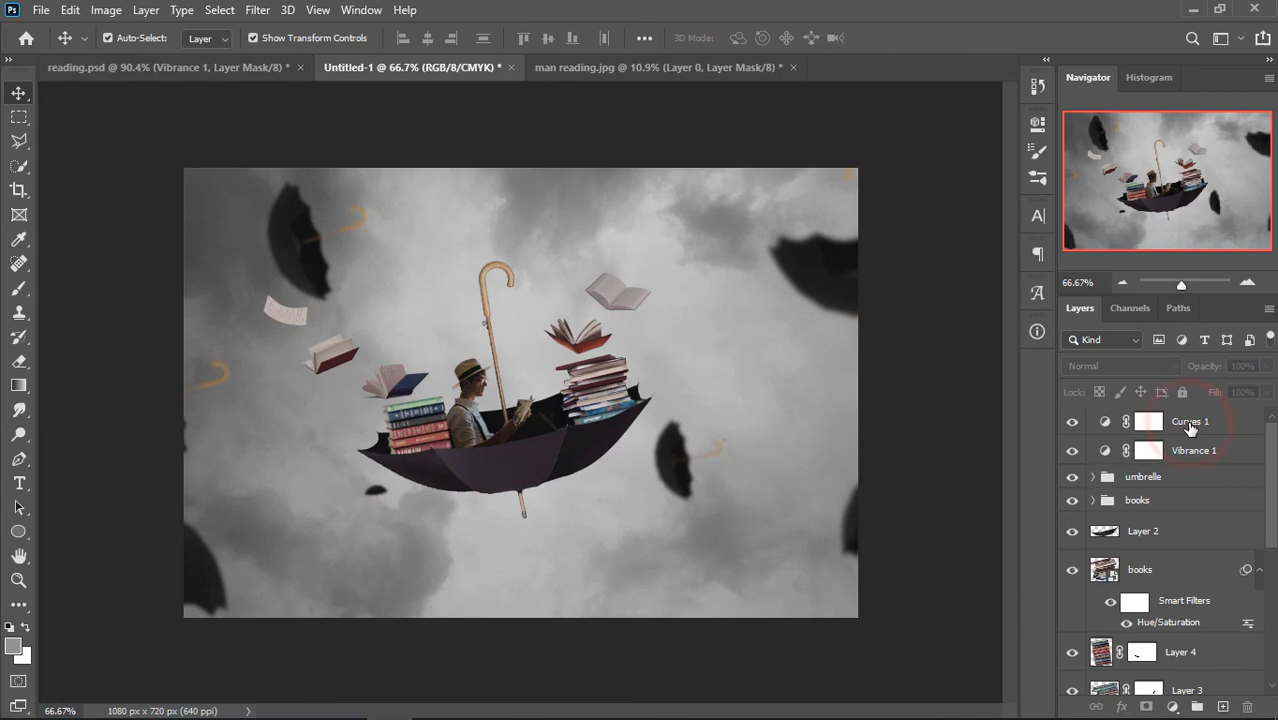 Ps File Edit Image Layer Type Select Filter 3D View Window Help
Auto-Select: Layer Show Transform Controls 3D Mode:
reading.psd @ 90.4% (Vibrance 1, Layer Mask/8) * Untitled-1 @ 66.7% (RGB/8/CMYK) * man reading.jpg @ 10.9% (Layer 0, Layer Mask/8) *
Navigator Histogram
66.67%
Layers Channels Paths
Kind
Normal Opacity: 100%
Lock: Fill: 100%
Curves 1
Vibrance 1
umbrelle
books
Layer 2
books
Smart Filters
Hue/Saturation
Layer 4
Layer 3
66.67% 1080 px x 720 px (640 ppi)